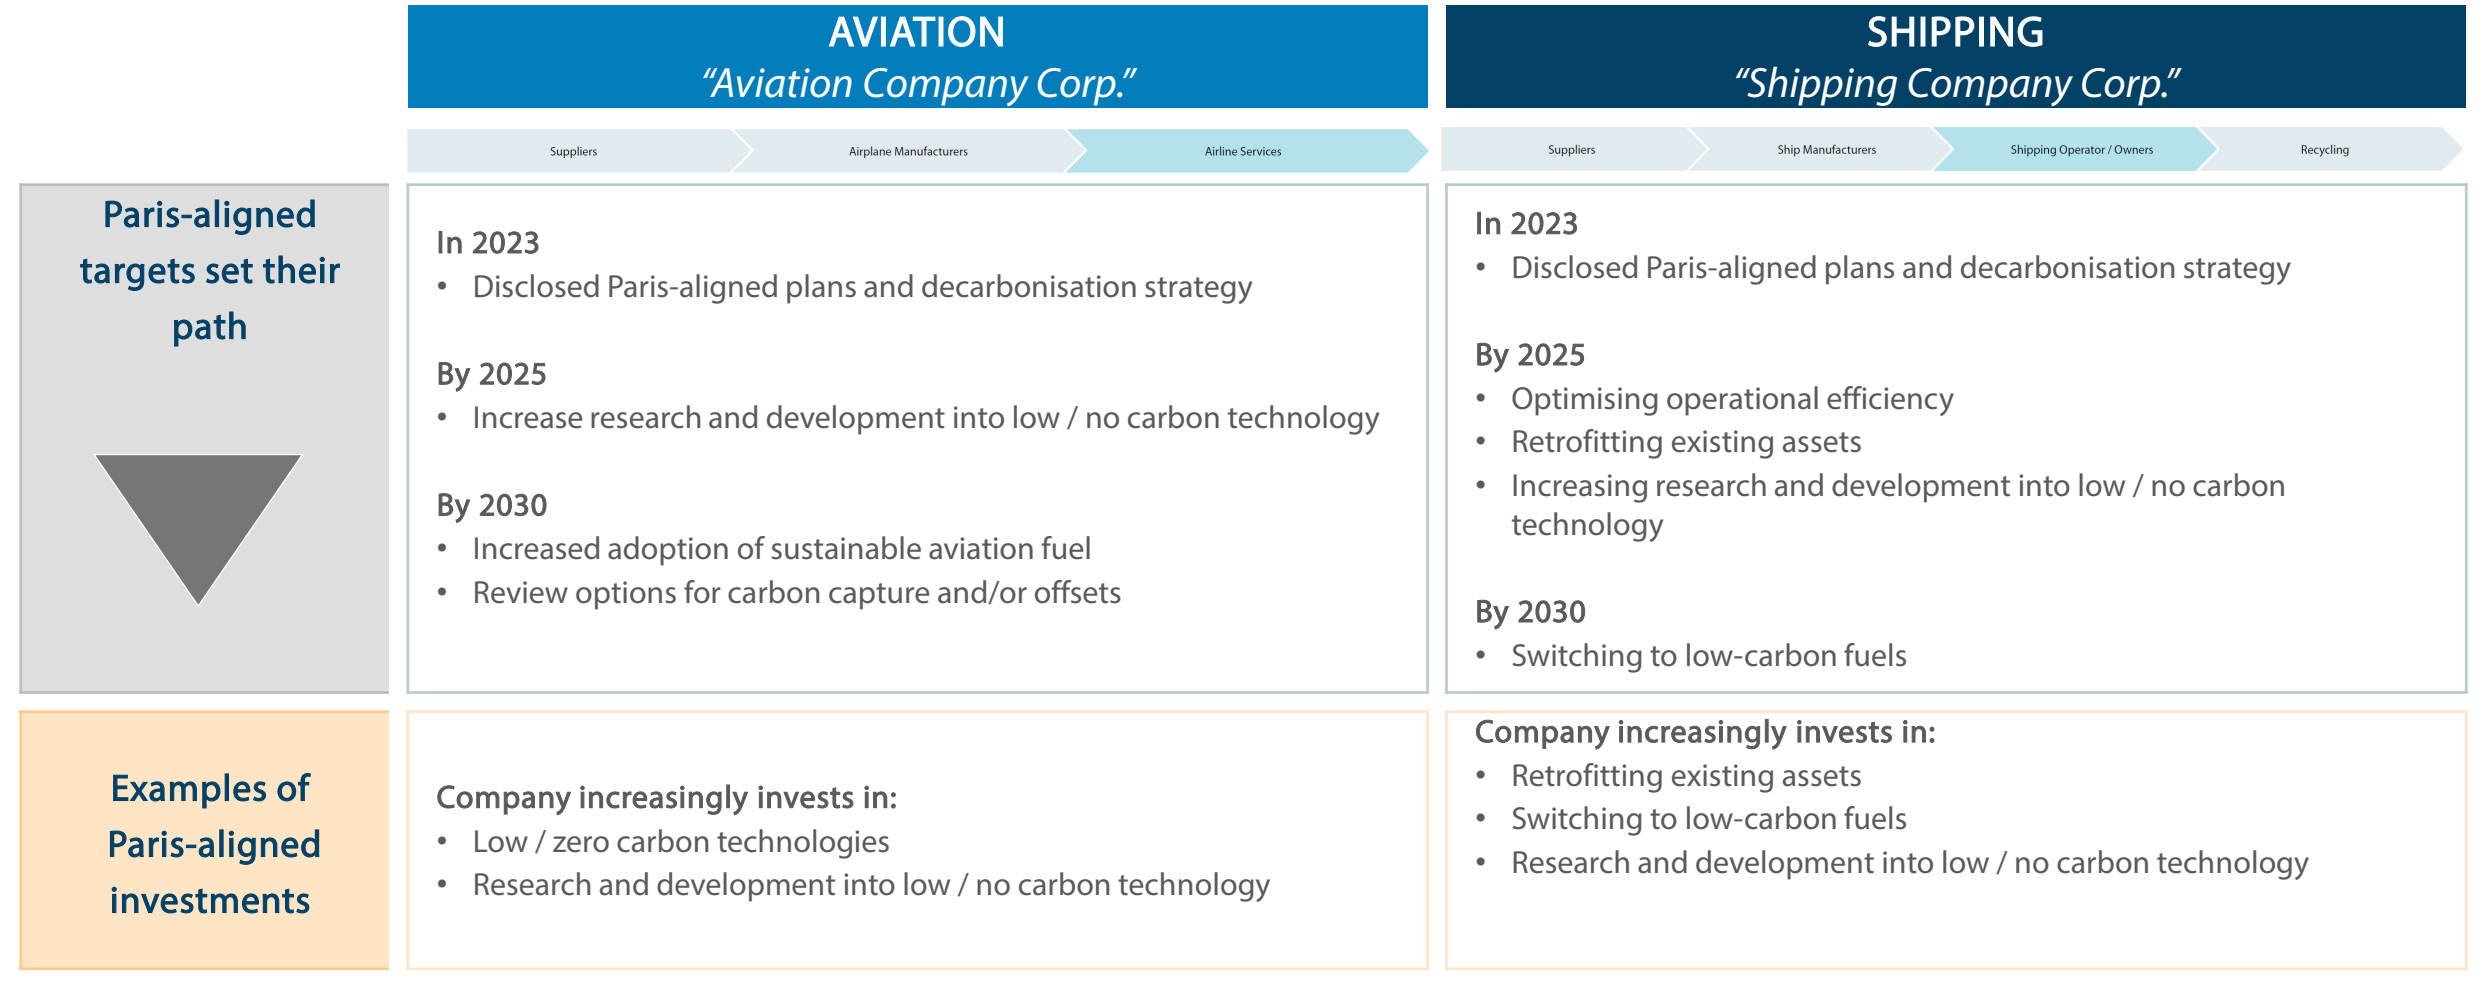 AVIATION
“Aviation Company Corp.”
SHIPPING
“Shipping Company Corp.”
Suppliers
Airplane Manufacturers
Airline Services
Suppliers
Ship Manufacturers
Shipping Operator / Owners
Recycling
Paris-aligned
targets set their
path
In 2023
• Disclosed Paris-aligned plans and decarbonisation strategy
By 2025
• Increase research and development into low / no carbon technology
By 2030
• Increased adoption of sustainable aviation fuel
• Review options for carbon capture and/or offsets
In 2023
• Disclosed Paris-aligned plans and decarbonisation strategy
By 2025
• Optimising operational efficiency
• Retrofitting existing assets
• Increasing research and development into low / no carbon
technology
By 2030
• Switching to low-carbon fuels
Examples of
Paris-aligned
investments
Company increasingly invests in:
• Low / zero carbon technologies
• Research and development into low / no carbon technology
Company increasingly invests in:
• Retrofitting existing assets
• Switching to low-carbon fuels
• Research and development into low / no carbon technology